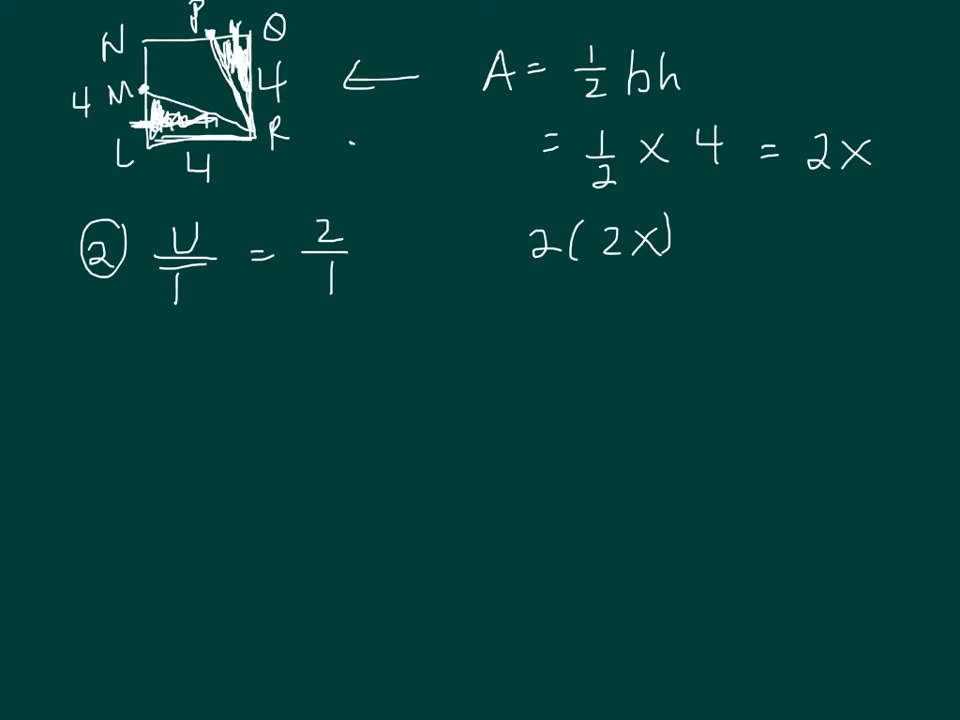 P
N Q
4 M 4
L R
4
A = 1/2 bh
= 1/2 x 4 = 2x
② U/1 = 2/1
2(2x)